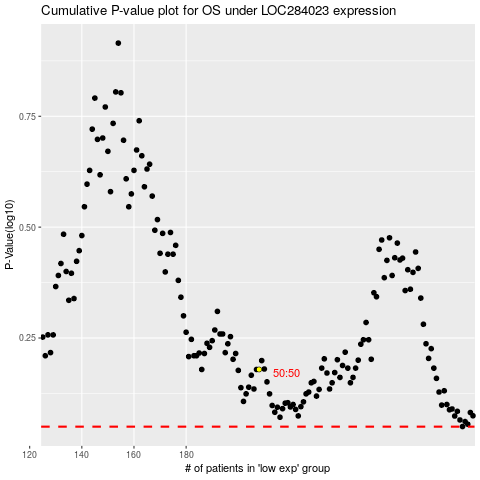 Cumulative P-value plot for OS under LOC284023 expression
P-Value(log10)
0.75
0.50
0.25
50:50
120 140 160 180
# of patients in 'low exp' group